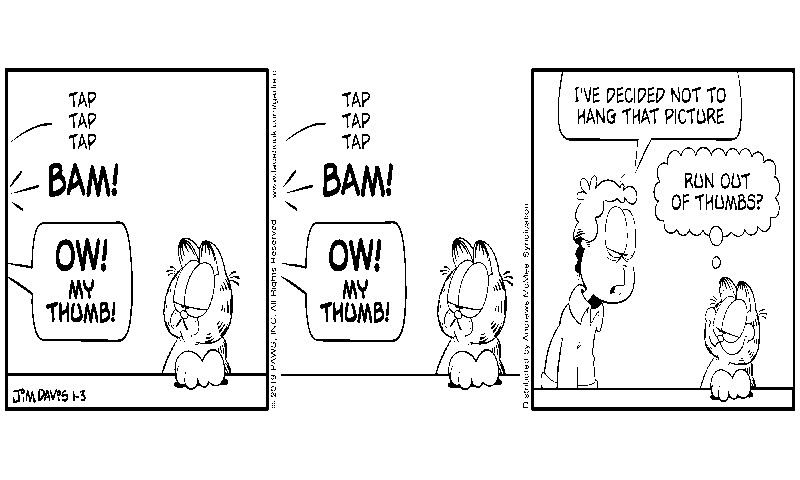 TAP
TAP
TAP
BAM!
OW!
MY
THUMB!
JIM DAVIS 1-3
© 2019 PAWS, INC. All Rights Reserved
TAP
TAP
TAP
BAM!
OW!
MY
THUMB!
Distributed by Andrews McMeel Syndication
I'VE DECIDED NOT TO
HANG THAT PICTURE
RUN OUT
OF THUMBS?